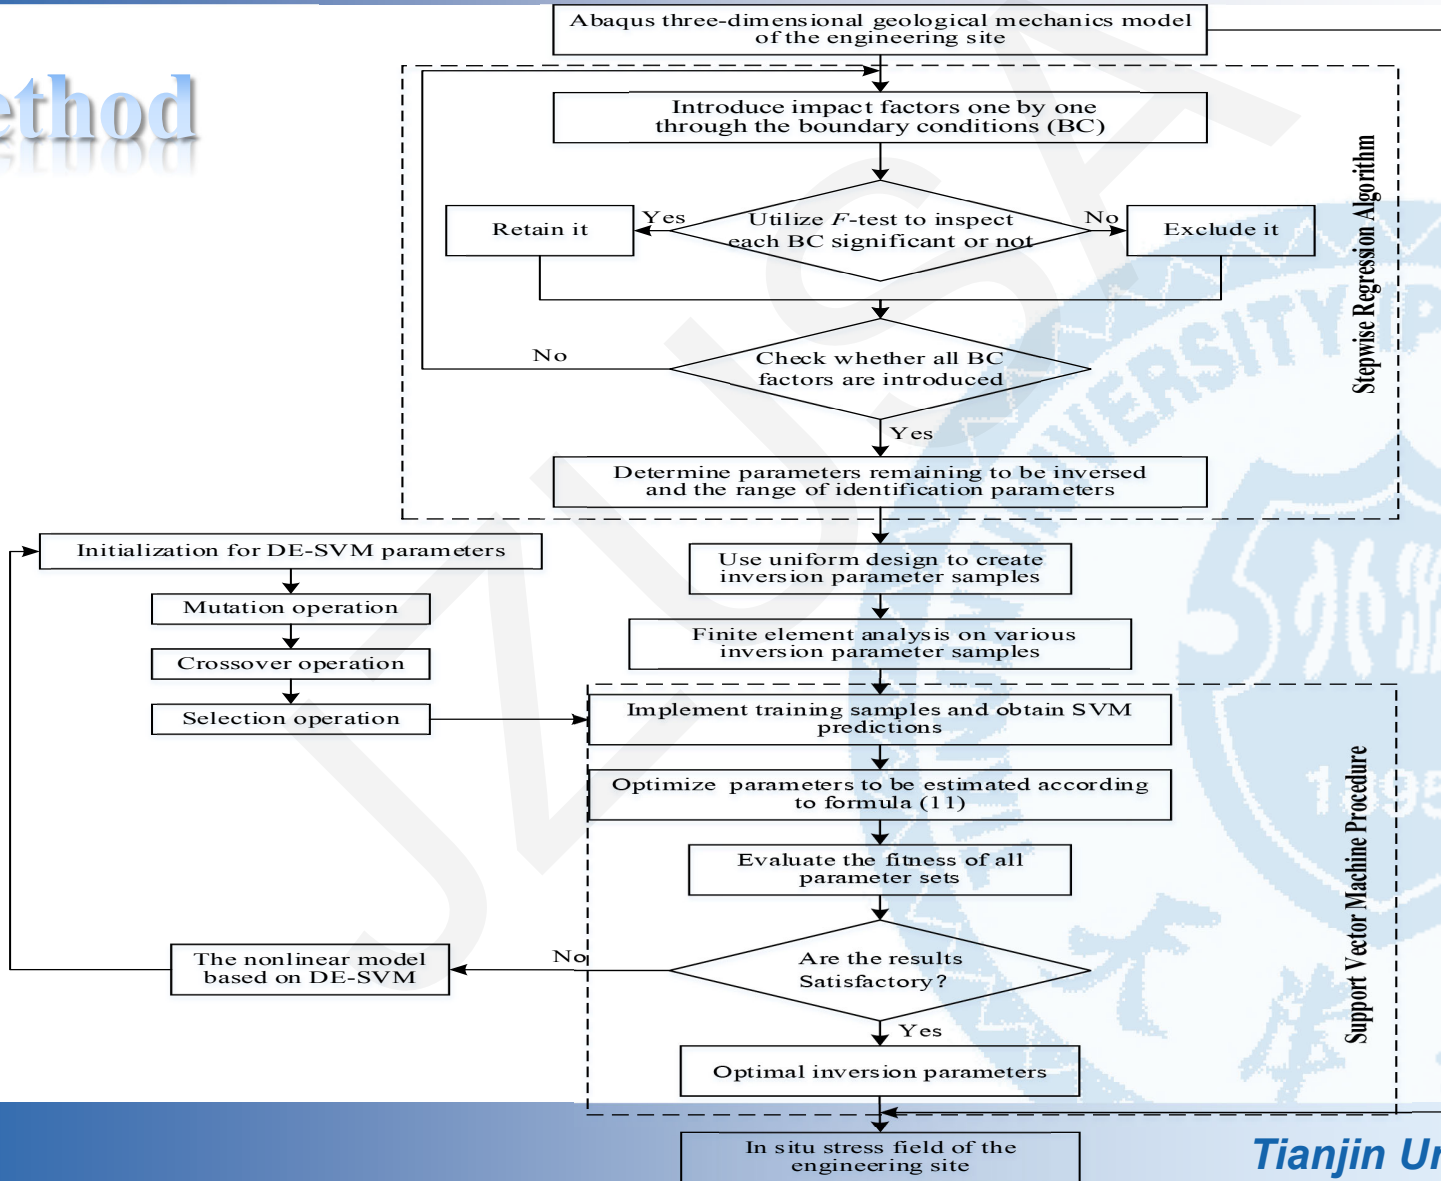 ethod
Abaqus three-dimensional geological mechanics model
of the engineering site
Introduce impact factors one by one
through the boundary conditions (BC)
Utilize F-test to inspect
each BC significant or not
Yes
No
Retain it
Exclude it
Check whether all BC
factors are introduced
No
Yes
Determine parameters remaining to be inversed
and the range of identification parameters
Stepwise Regression Algorithm
Initialization for DE-SVM parameters
Mutation operation
Crossover operation
Selection operation
Use uniform design to create
inversion parameter samples
Finite element analysis on various
inversion parameter samples
Implement training samples and obtain SVM
predictions
Optimize parameters to be estimated according
to formula (11)
Evaluate the fitness of all
parameter sets
Are the results
Satisfactory?
No
Yes
The nonlinear model
based on DE-SVM
Optimal inversion parameters
Support Vector Machine Procedure
In situ stress field of the
engineering site
Tianjin Un
JZUSA
1895